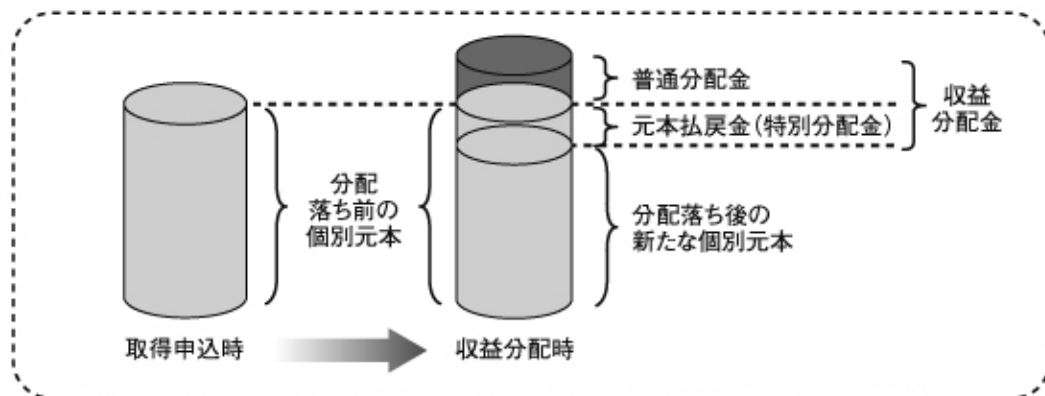 普通分配金
元本払戻金(特別分配金)
収益
分配金
分配
落ち前の
個別元本
分配落ち後の
新たな個別元本
取得申込時
収益分配時